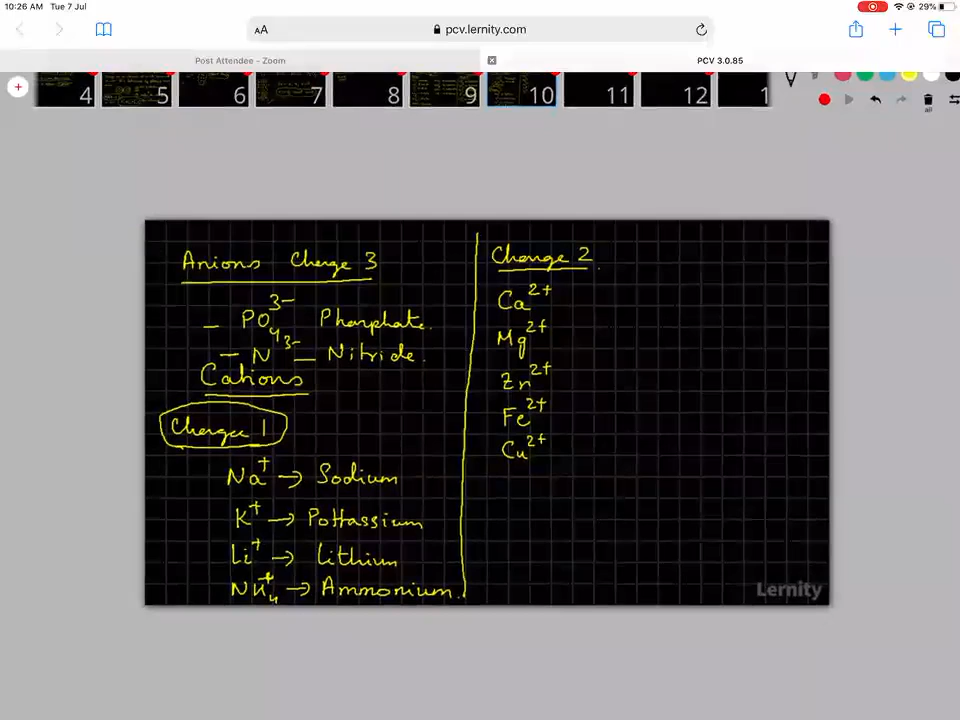 10:26 AM Tue 7 Jul
29%
AA
pcv.lernity.com
Post Attendee - Zoom
PCV 3.0.85
4 5 6 7 8 9 10 11 12 1
all
Anions Charge 3
– PO₄³⁻ Phosphate.
– N³⁻ – Nitride.
Cations
Charge 1
Na⁺ → Sodium
K⁺ → Pottassium
Li⁺ → Lithium
NH₄⁺ → Ammonium.
Charge 2
Ca²⁺
Mg²⁺
Zn²⁺
Fe²⁺
Cu²⁺
Lernity